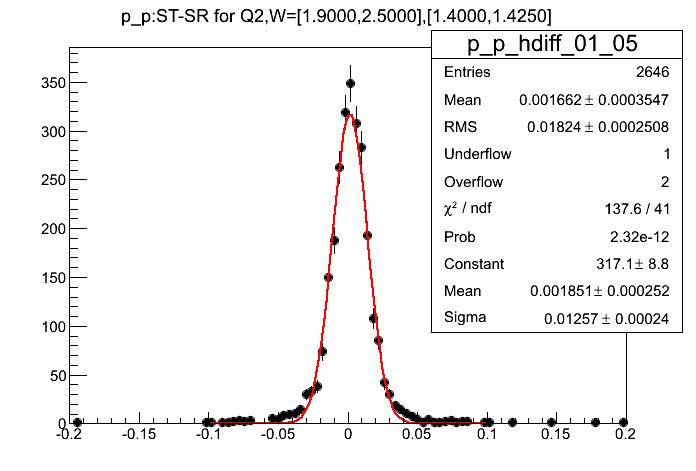 p_p:ST-SR for Q2,W=[1.9000,2.5000],[1.4000,1.4250]
p_p_hdiff_01_05
Entries 2646
Mean 0.001662 ± 0.0003547
RMS 0.01824 ± 0.0002508
Underflow 1
Overflow 2
χ² / ndf 137.6 / 41
Prob 2.32e-12
Constant 317.1 ± 8.8
Mean 0.001851 ± 0.000252
Sigma 0.01257 ± 0.00024
350
300
250
200
150
100
50
0
-0.2 -0.15 -0.1 -0.05 0 0.05 0.1 0.15 0.2